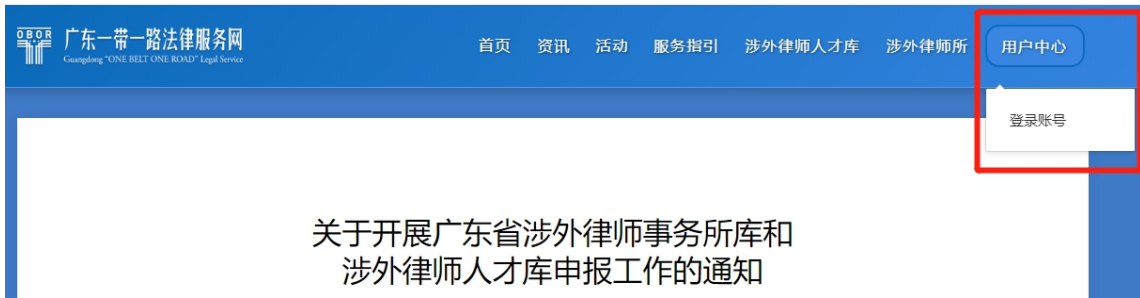 OBOR
广东一带一路法律服务网
Guangdong "ONE BELT ONE ROAD" Legal Service
首页 资讯 活动 服务指引 涉外律师人才库 涉外律师所 用户中心
登录账号
关于开展广东省涉外律师事务所库和
涉外律师人才库申报工作的通知